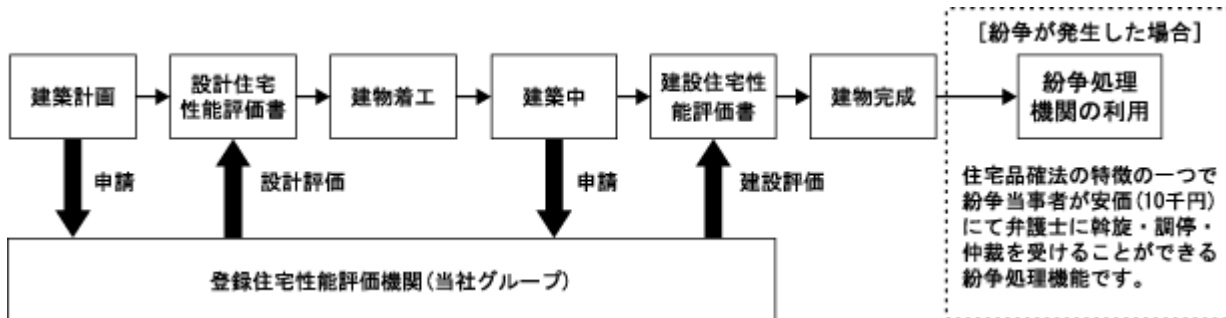 [紛争が発生した場合]
建築計画
設計住宅
性能評価書
建物着工
建築中
建設住宅性
能評価書
建物完成
紛争処理
機関の利用
申請
設計評価
申請
建設評価
住宅品確法の特徴の一つで
紛争当事者が安価(10千円)
にて弁護士に斡旋・調停・
仲裁を受けることができる
紛争処理機能です。
登録住宅性能評価機関(当社グループ)